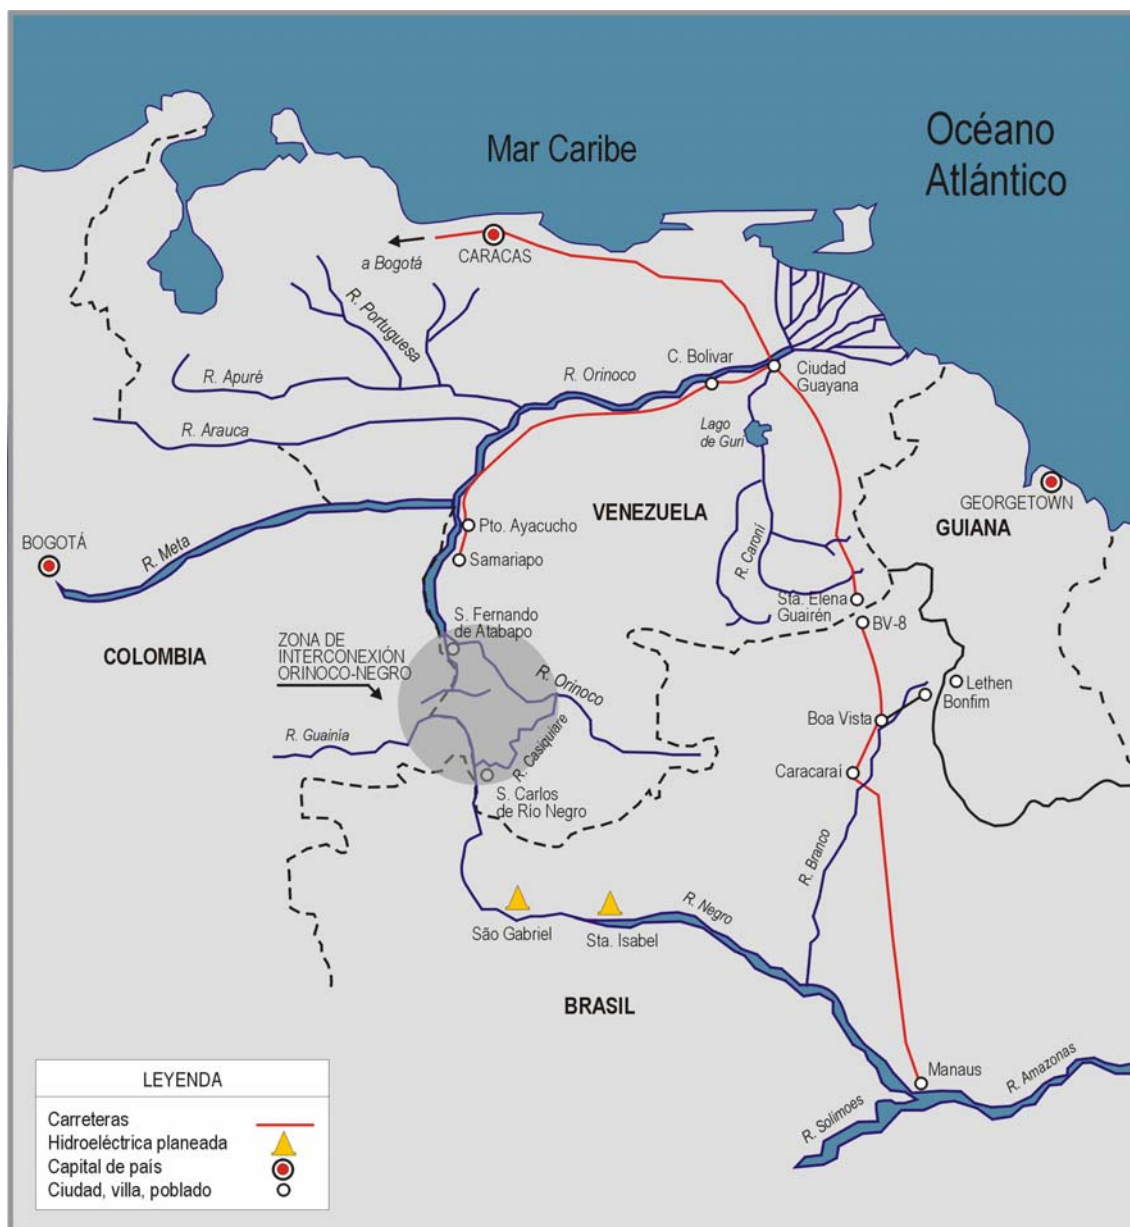 Océano
Atlántico
Mar Caribe
CARACAS
a Bogotá
R. Portuguesa
R. Apuré
R. Arauca
R. Orinoco
C. Bolivar
Ciudad
Guayana
Lago
de Guri
GEORGETOWN
GUIANA
VENEZUELA
BOGOTÁ
R. Meta
Pto. Ayacucho
Samariapo
R. Caroní
Sta. Elena
Guairén
BV-8
S. Fernando
de Atabapo
COLOMBIA
ZONA DE
INTERCONEXIÓN
ORINOCO-NEGRO
R. Orinoco
Lethen
Bonfim
Boa Vista
R. Guainía
R. Casiquiare
Caracaraí
S. Carlos
de Río Negro
R. Branco
R. Negro
São Gabriel
Sta. Isabel
BRASIL
Manaus
R. Amazonas
R. Solimoes
LEYENDA
Carreteras
Hidroeléctrica planeada
Capital de país
Ciudad, villa, poblado